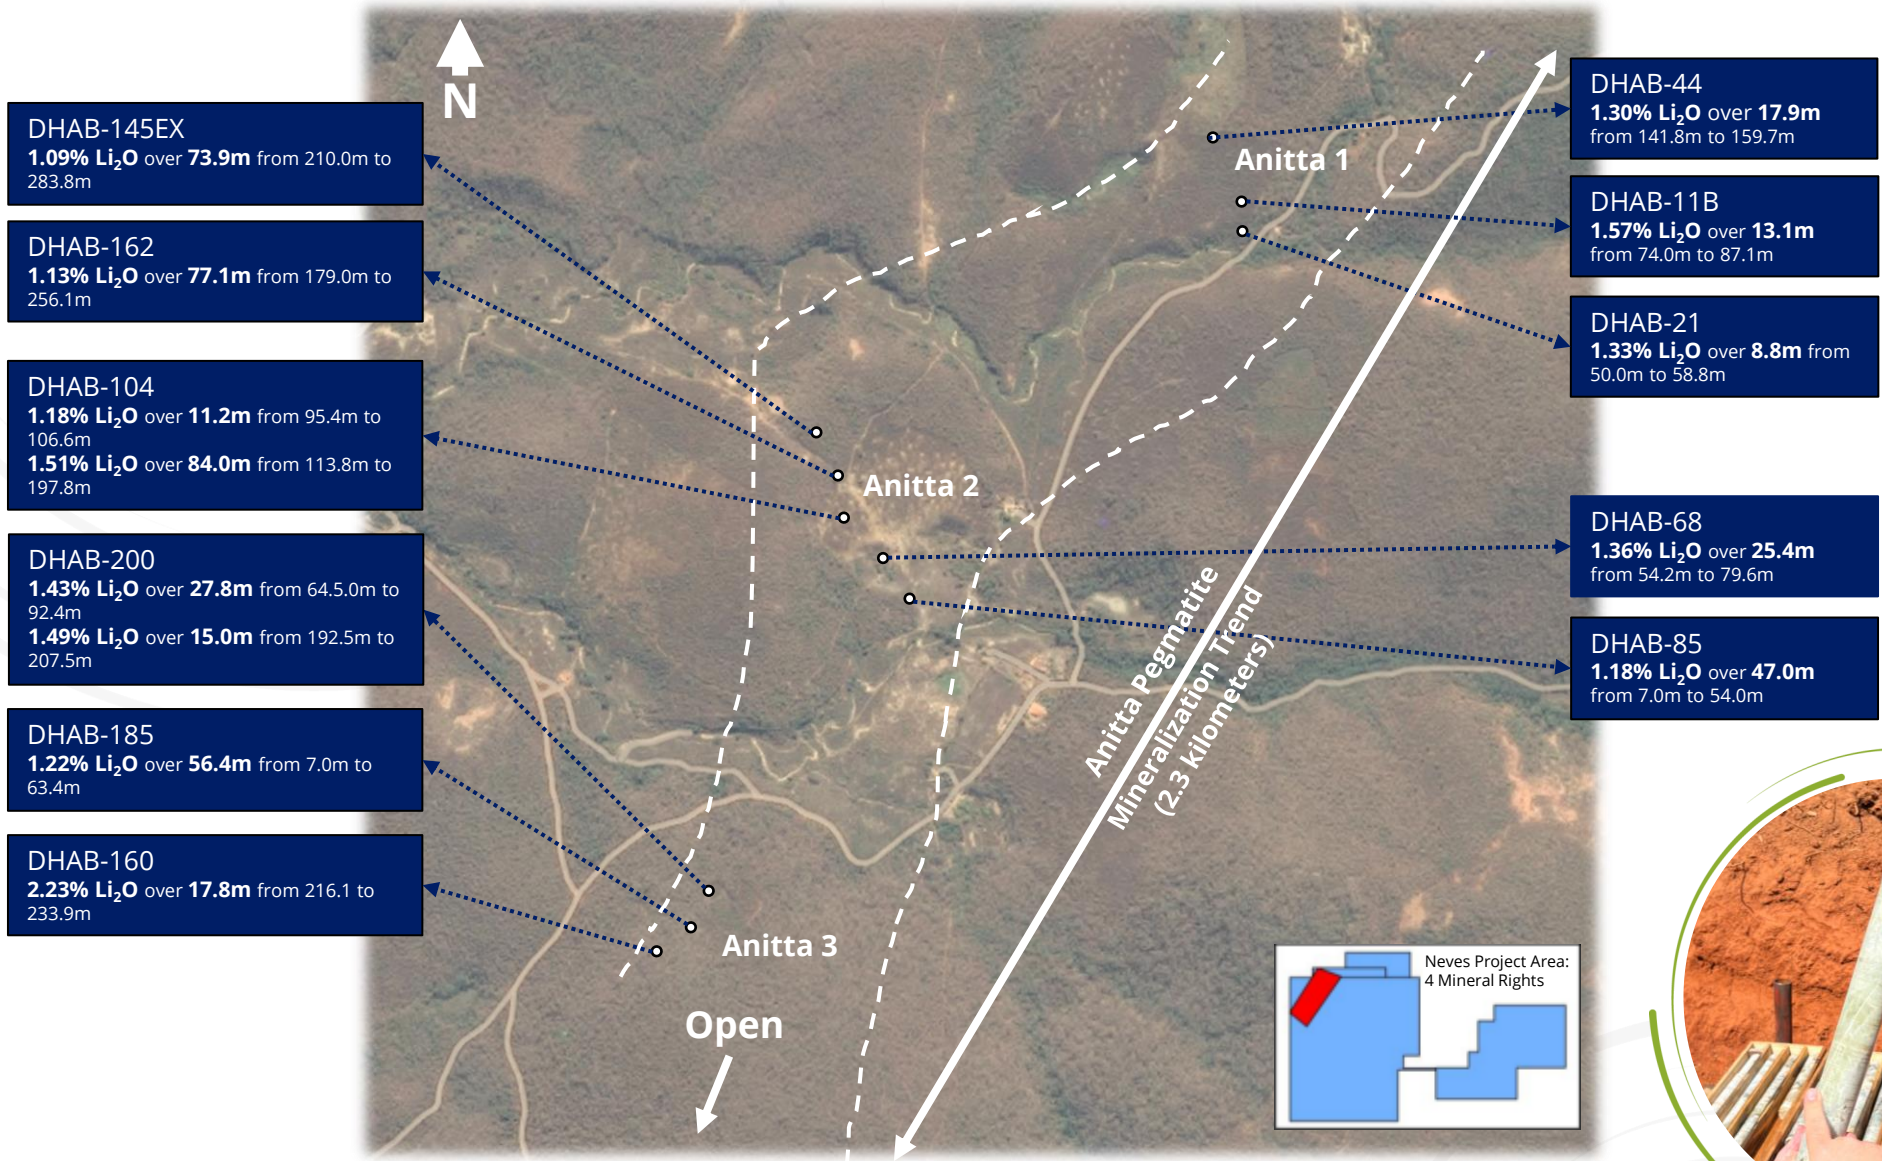 N
DHAB-145EX
1.09% Li₂O over 73.9m from 210.0m to
283.8m
DHAB-162
1.13% Li₂O over 77.1m from 179.0m to
256.1m
DHAB-104
1.18% Li₂O over 11.2m from 95.4m to
106.6m
1.51% Li₂O over 84.0m from 113.8m to
197.8m
DHAB-200
1.43% Li₂O over 27.8m from 64.5.0m to
92.4m
1.49% Li₂O over 15.0m from 192.5m to
207.5m
DHAB-185
1.22% Li₂O over 56.4m from 7.0m to
63.4m
DHAB-160
2.23% Li₂O over 17.8m from 216.1 to
233.9m
Anitta 1
Anitta 2
Anitta 3
Open
Anitta Pegmatite
Mineralization Trend
(2.3 kilometers)
DHAB-44
1.30% Li₂O over 17.9m
from 141.8m to 159.7m
DHAB-11B
1.57% Li₂O over 13.1m
from 74.0m to 87.1m
DHAB-21
1.33% Li₂O over 8.8m from
50.0m to 58.8m
DHAB-68
1.36% Li₂O over 25.4m
from 54.2m to 79.6m
DHAB-85
1.18% Li₂O over 47.0m
from 7.0m to 54.0m
Neves Project Area:
4 Mineral Rights